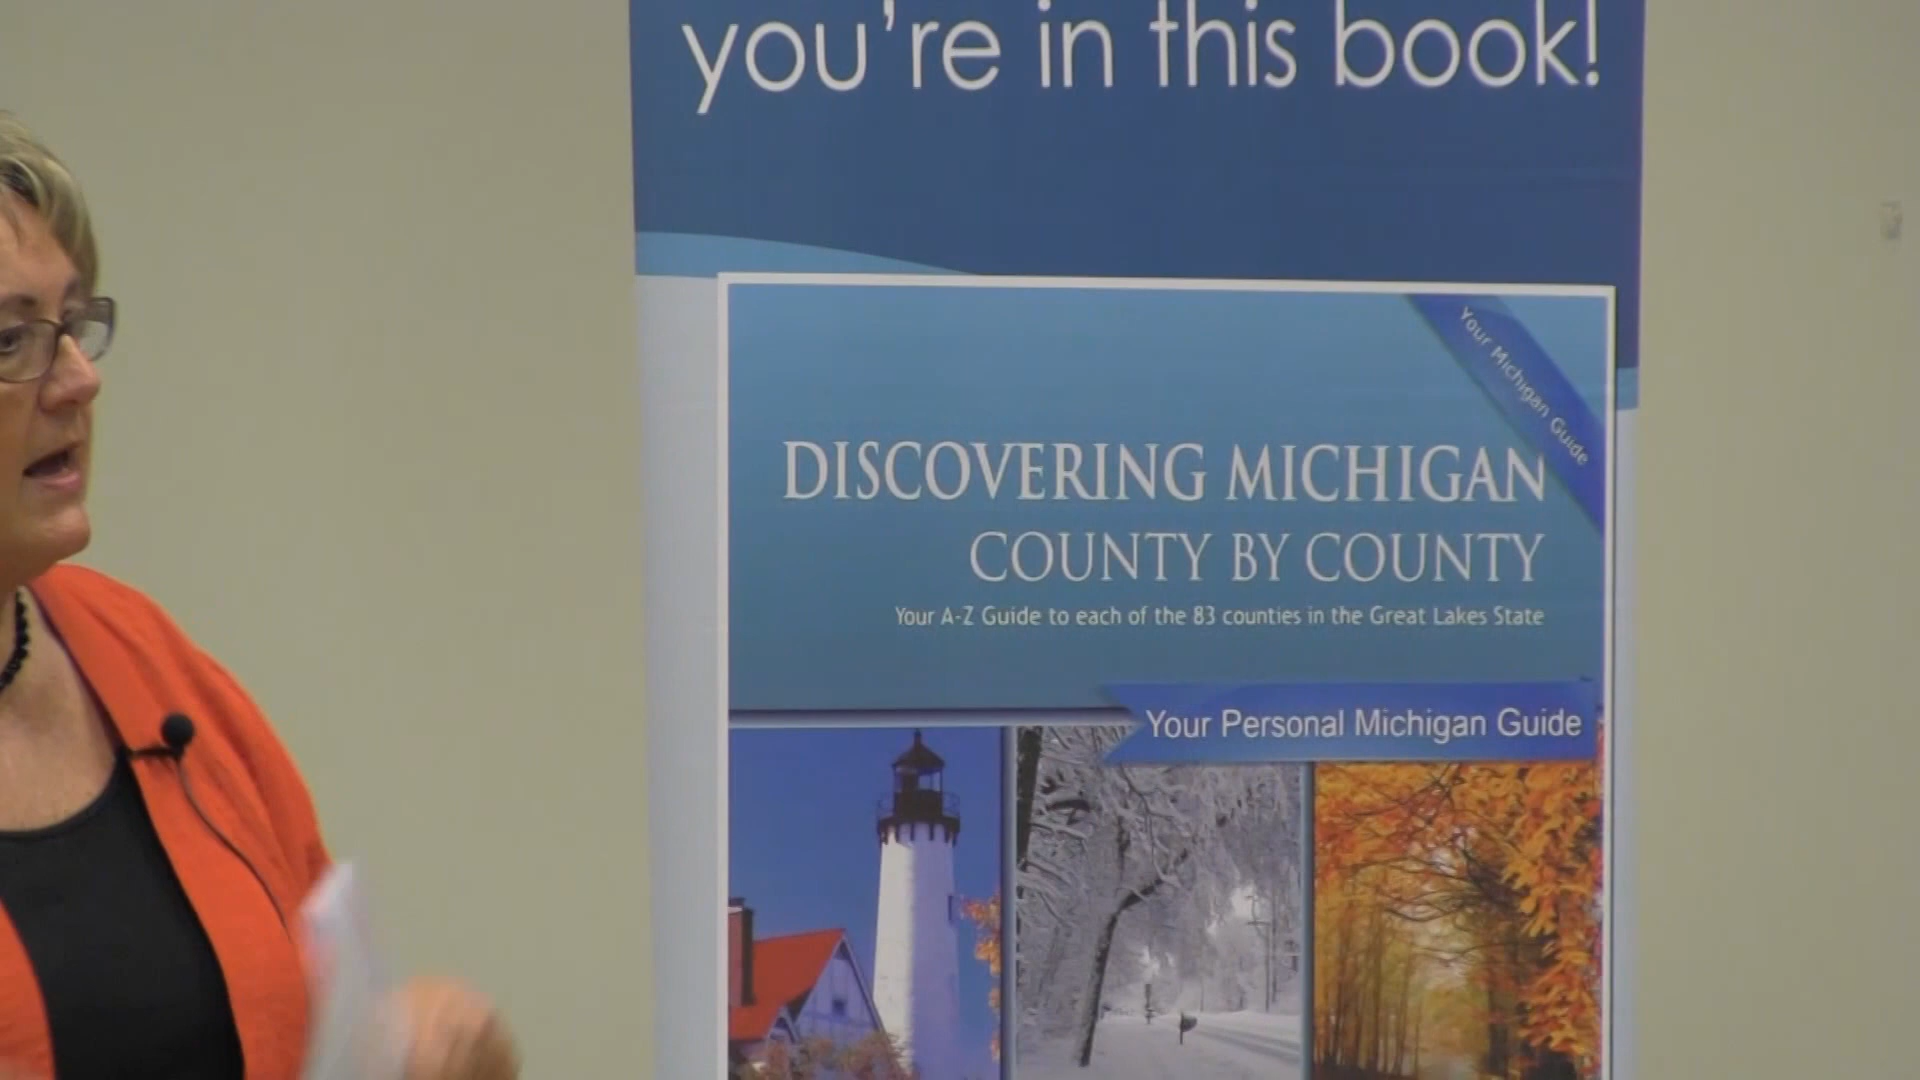 you're in this book!
Your Michigan Guide
DISCOVERING MICHIGAN
COUNTY BY COUNTY
Your A-Z Guide to each of the 83 counties in the Great Lakes State
Your Personal Michigan Guide